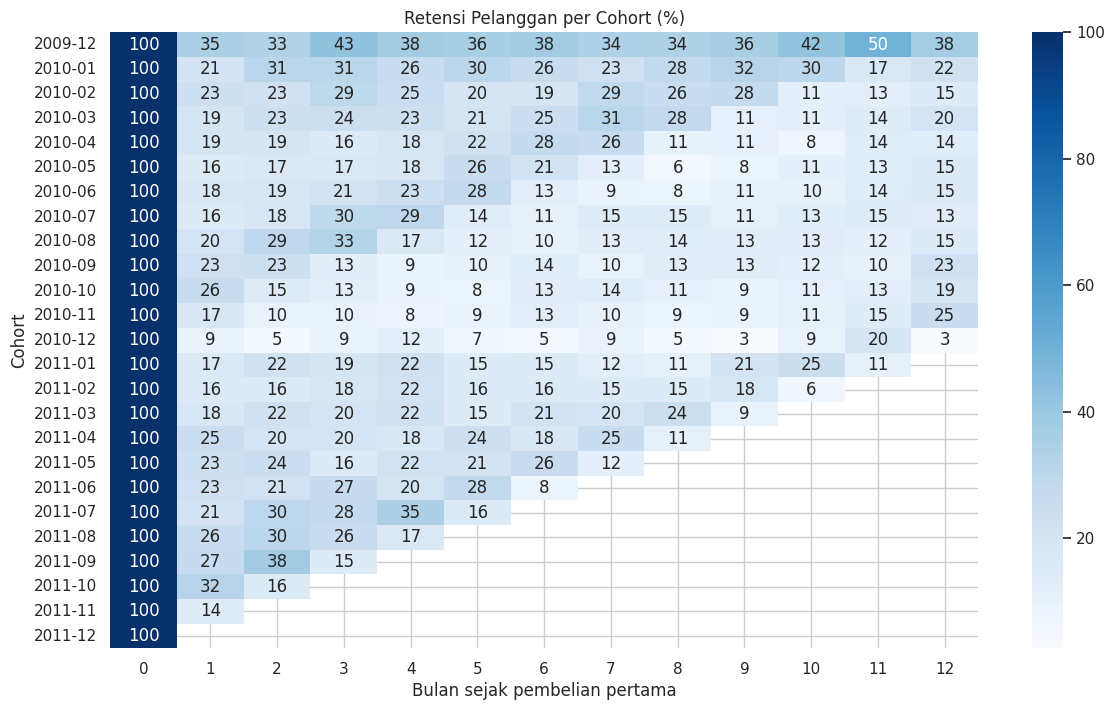 Retensi Pelanggan per Cohort (%)
2009-12 100 35 33 43 38 36 38 34 34 36 42 50 38
2010-01 100 21 31 31 26 30 26 23 28 32 30 17 22
2010-02 100 23 23 29 25 20 19 29 26 28 11 13 15
2010-03 100 19 23 24 23 21 25 31 28 11 11 14 20
2010-04 100 19 19 16 18 22 28 26 11 11 8 14 14
2010-05 100 16 17 17 18 26 21 13 6 8 11 13 15
2010-06 100 18 19 21 23 28 13 9 8 11 10 14 15
2010-07 100 16 18 30 29 14 11 15 15 11 13 15 13
2010-08 100 20 29 33 17 12 10 13 14 13 13 12 15
2010-09 100 23 23 13 9 10 14 10 13 13 12 10 23
2010-10 100 26 15 13 9 8 13 14 11 9 11 13 19
2010-11 100 17 10 10 8 9 13 10 9 9 11 15 25
2010-12 100 9 5 9 12 7 5 9 5 3 9 20 3
2011-01 100 17 22 19 22 15 15 12 11 21 25 11
2011-02 100 16 16 18 22 16 16 15 15 18 6
2011-03 100 18 22 20 22 15 21 20 24 9
2011-04 100 25 20 20 18 24 18 25 11
2011-05 100 23 24 16 22 21 26 12
2011-06 100 23 21 27 20 28 8
2011-07 100 21 30 28 35 16
2011-08 100 26 30 26 17
2011-09 100 27 38 15
2011-10 100 32 16
2011-11 100 14
2011-12 100
0 1 2 3 4 5 6 7 8 9 10 11 12
Bulan sejak pembelian pertama
Cohort
100
80
60
40
20